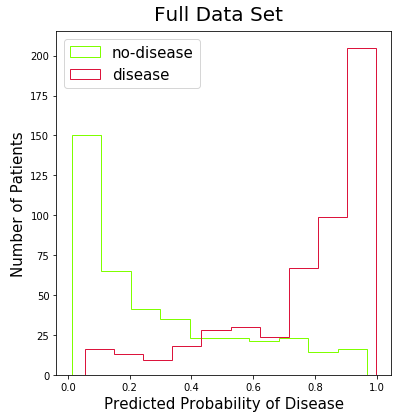 Full Data Set
no-disease
disease
Number of Patients
200
175
150
125
100
75
50
25
0
0.0 0.2 0.4 0.6 0.8 1.0
Predicted Probability of Disease